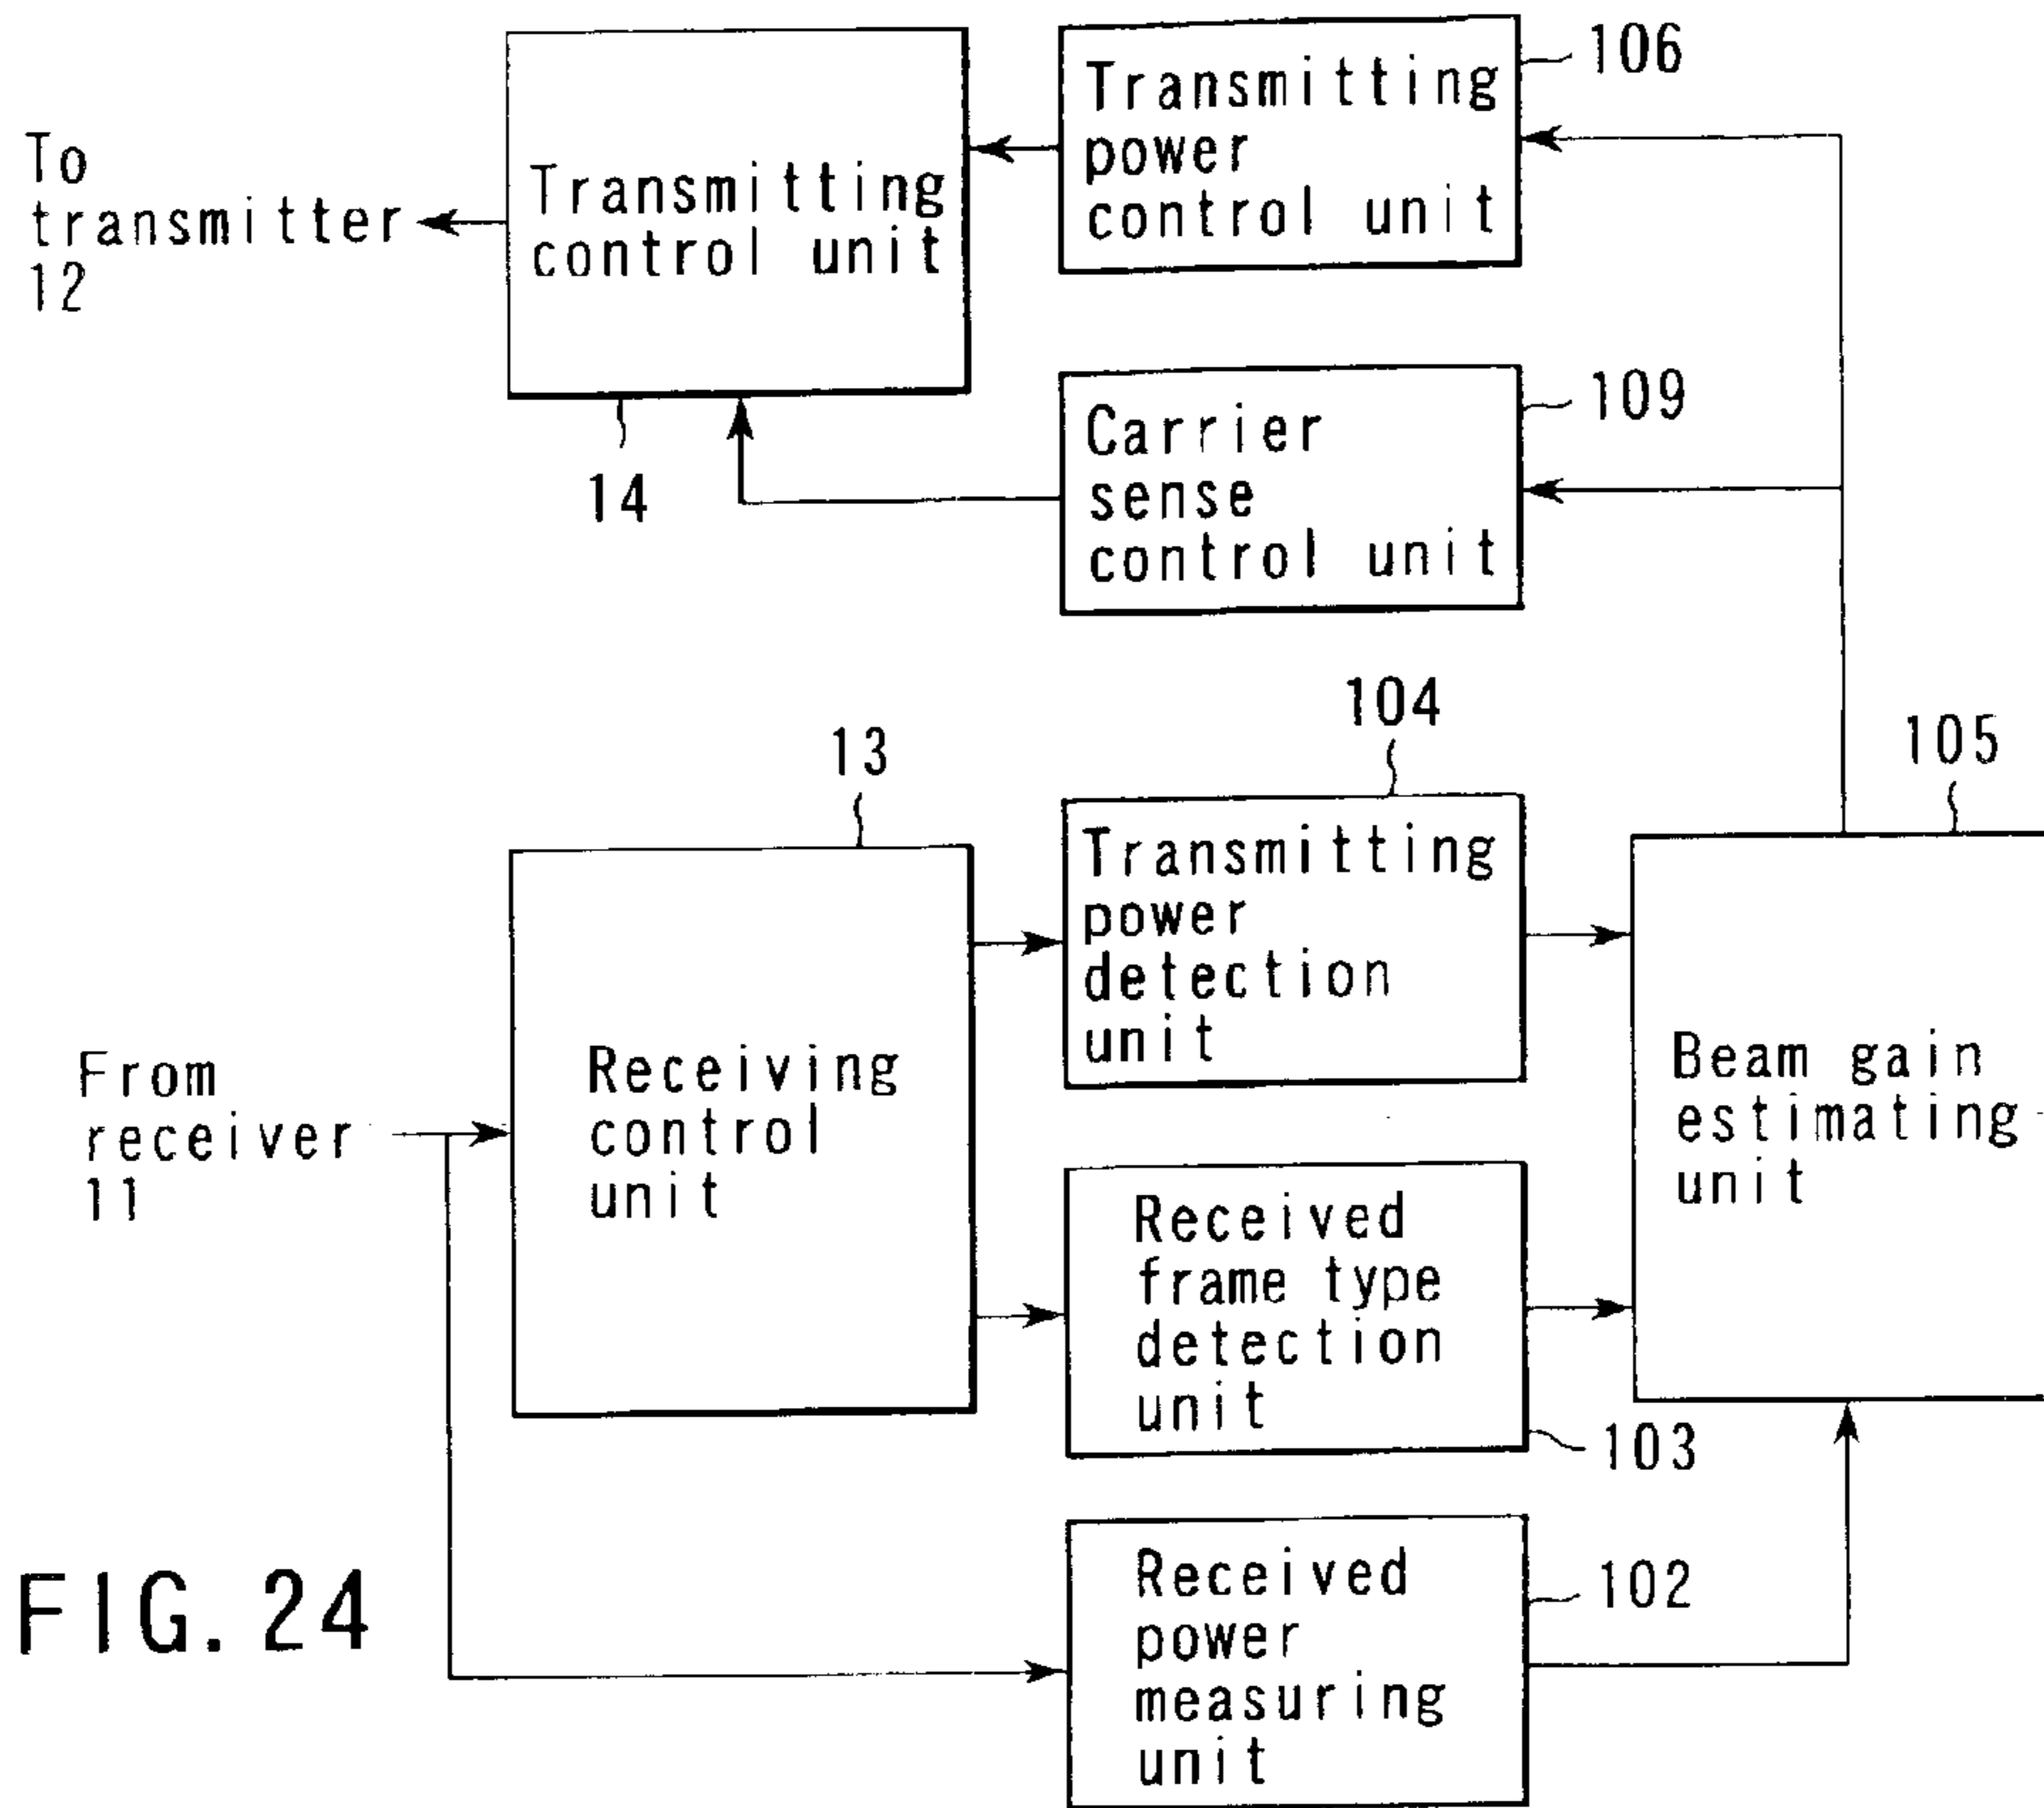 106
Transmitting
power
control unit
To
transmitter
12
Transmitting
control unit
14
109
Carrier
sense
control unit
104
13
105
Transmitting
power
detection
unit
From
receiver
11
Receiving
control
unit
Beam gain
estimating
unit
Received
frame type
detection
unit
103
Received
power
measuring
unit
102
FIG. 24